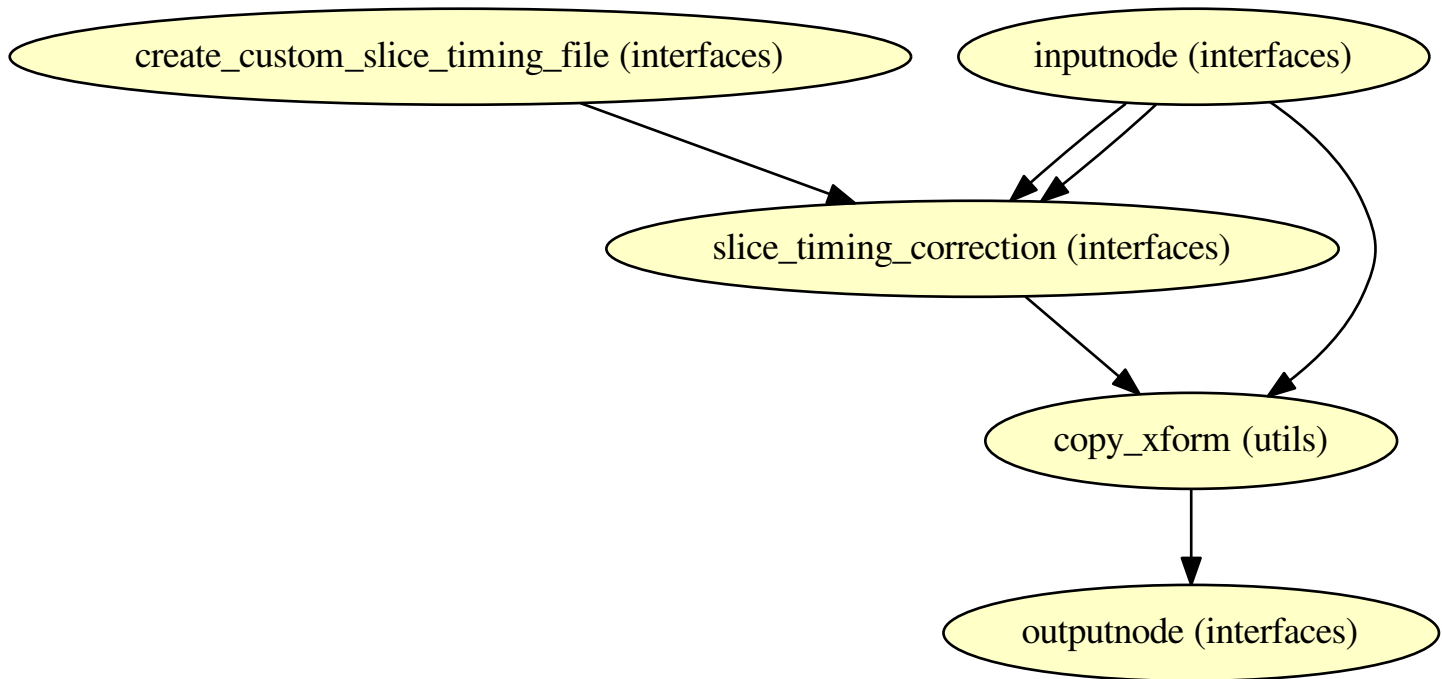 create_custom_slice_timing_file (interfaces)
inputnode (interfaces)
slice_timing_correction (interfaces)
copy_xform (utils)
outputnode (interfaces)